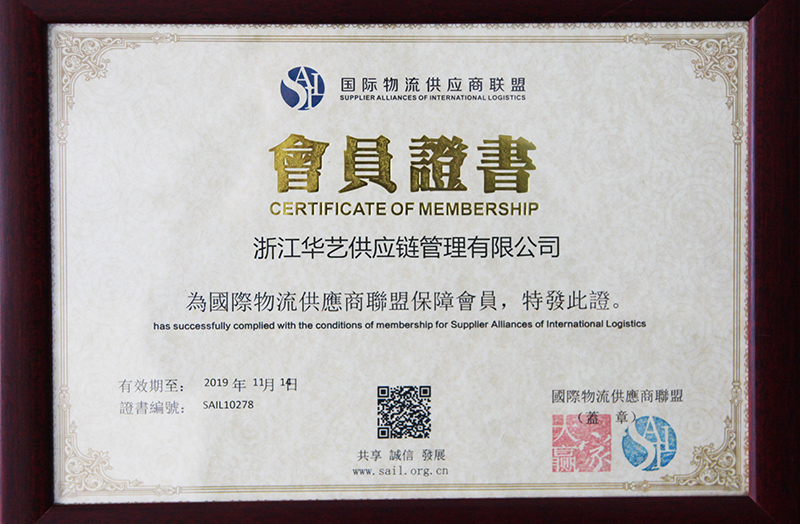 SAIL
国际物流供应商联盟
SUPPLIER ALLIANCES OF INTERNATIONAL LOGISTICS
會員證書
CERTIFICATE OF MEMBERSHIP
浙江华艺供应链管理有限公司
為國際物流供應商聯盟保障會員，特發此證。
has successfully complied with the conditions of membership for Supplier Alliances of International Logistics
有效期至： 2019 年 11月 14日
證書編號： SAIL10278
共享 誠信 發展
www.sail.org.cn
國際物流供應商聯盟
（蓋 章）
大家赢
SAIL